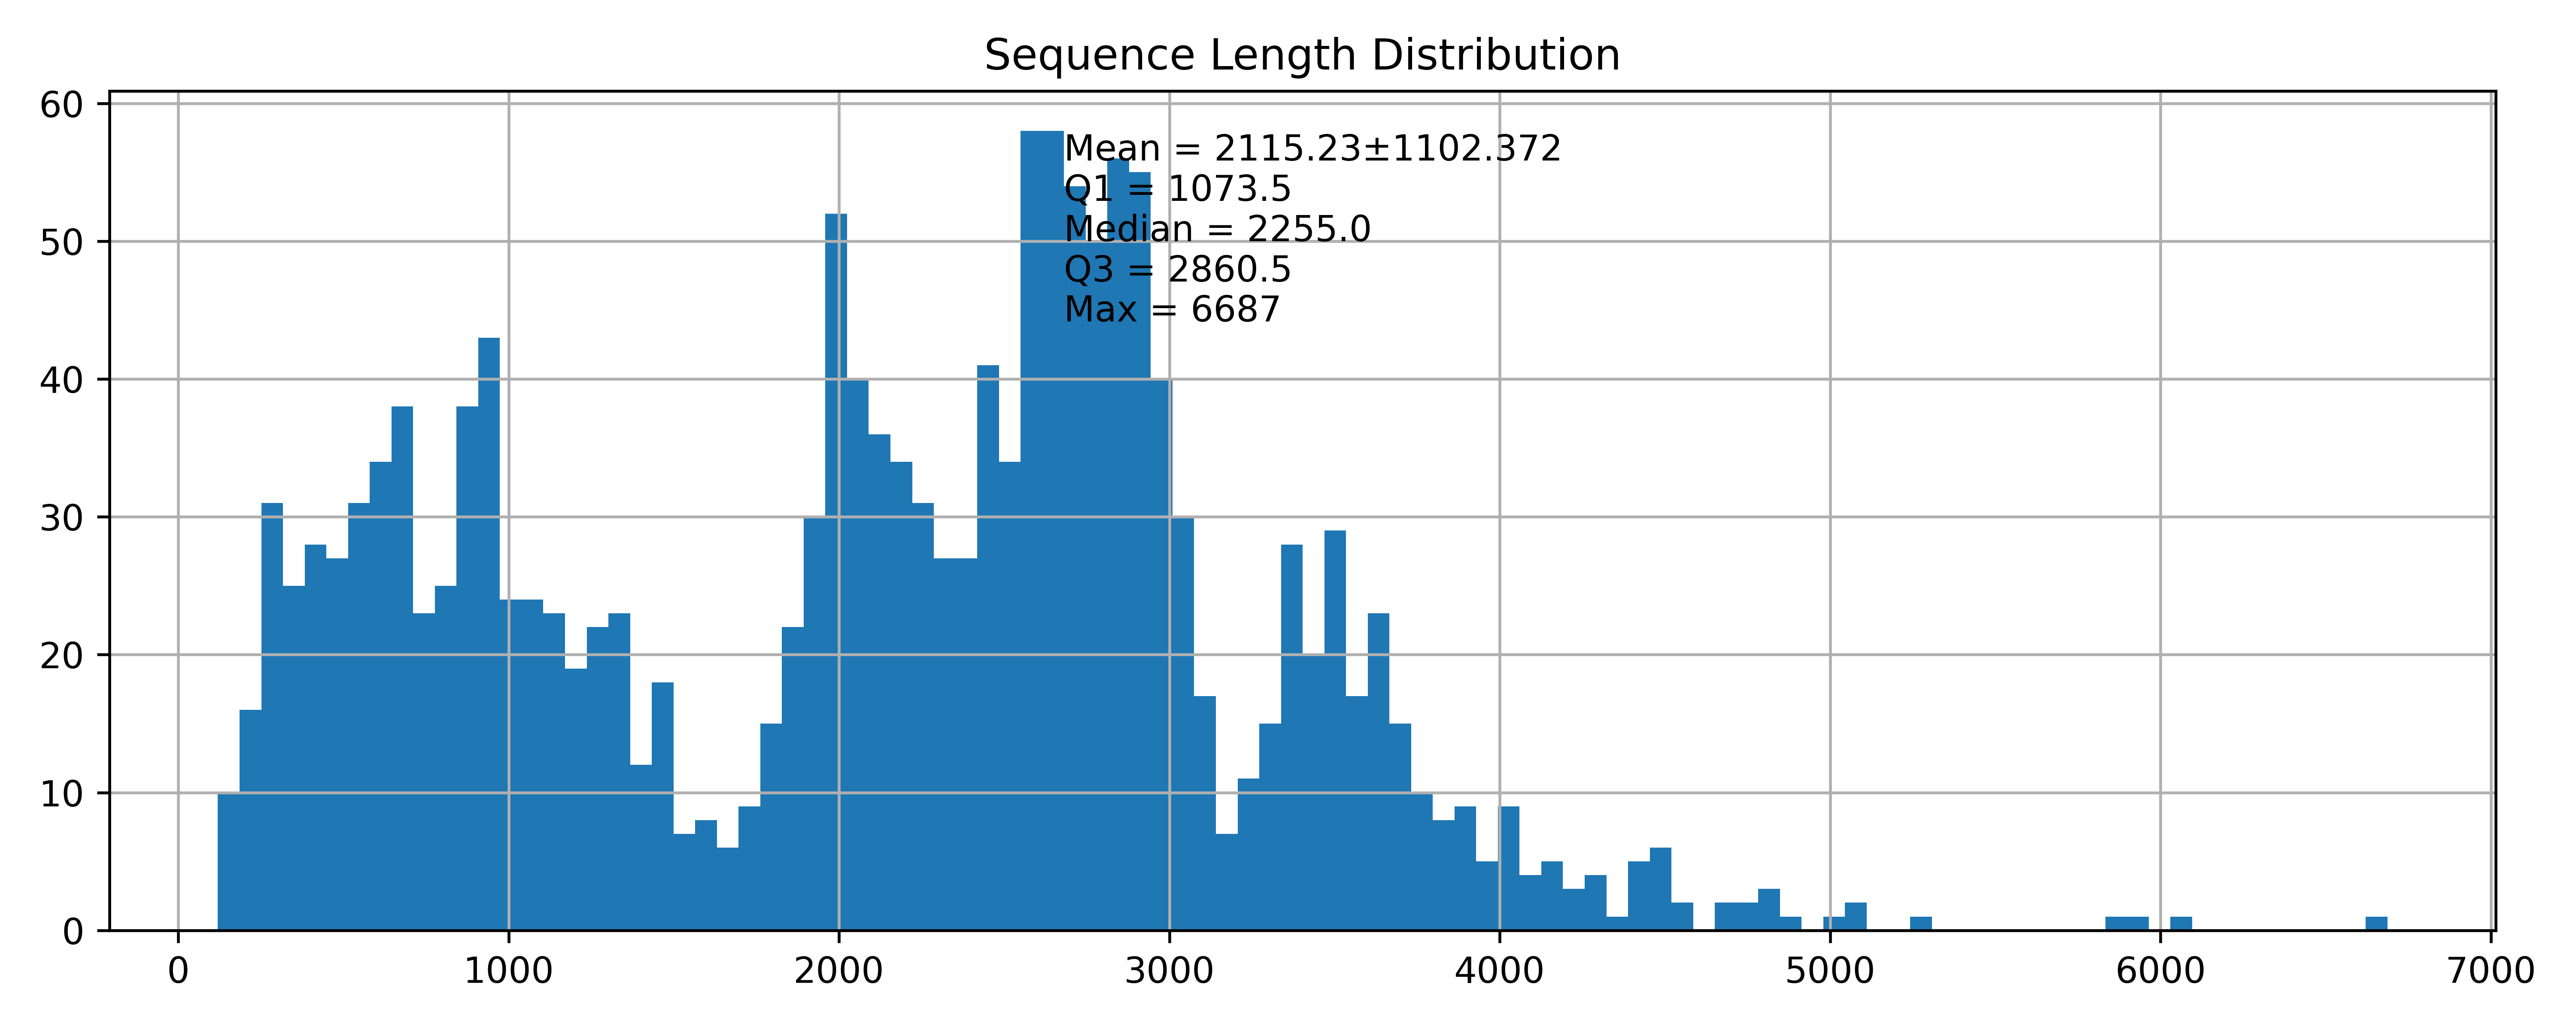 Sequence Length Distribution
60
Mean = 2115.23±1102.372
Q1 = 1073.5
50
Median = 2255.0
Q3 = 2860.5
Max = 6687
40
30
20
10
0
0 1000 2000 3000 4000 5000 6000 7000